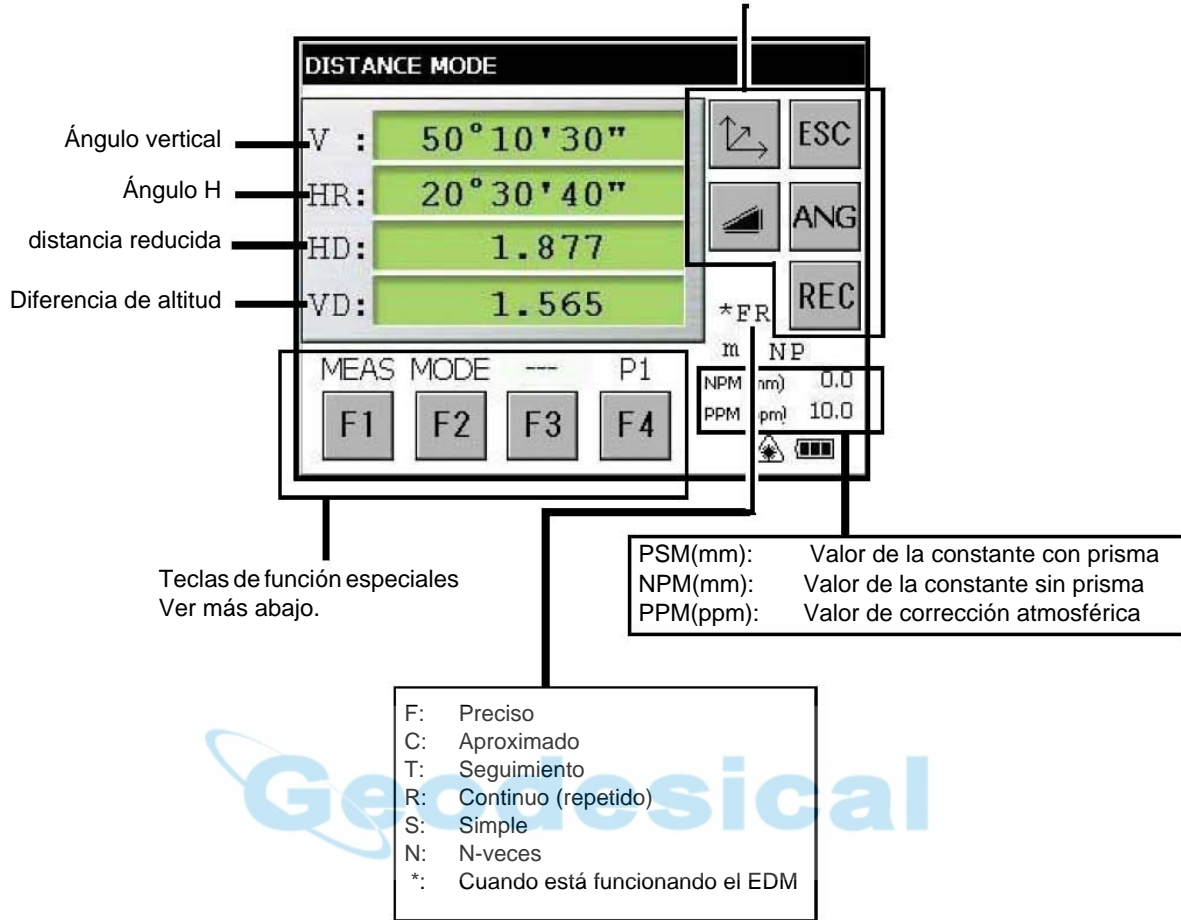 DISTANCE MODE
Ángulo vertical
V : 50°10'30"
ESC
Ángulo H
HR: 20°30'40"
ANG
distancia reducida
HD: 1.877
Diferencia de altitud
VD: 1.565
*FR
REC
m NP
MEAS MODE --- P1
NPM mm) 0.0
F1 F2 F3 F4
PPM pm) 10.0
Teclas de función especiales
Ver más abajo.
PSM(mm): Valor de la constante con prisma
NPM(mm): Valor de la constante sin prisma
PPM(ppm): Valor de corrección atmosférica
F: Preciso
C: Aproximado
T: Seguimiento
R: Continuo (repetido)
S: Simple
N: N-veces
*: Cuando está funcionando el EDM
Geodesical